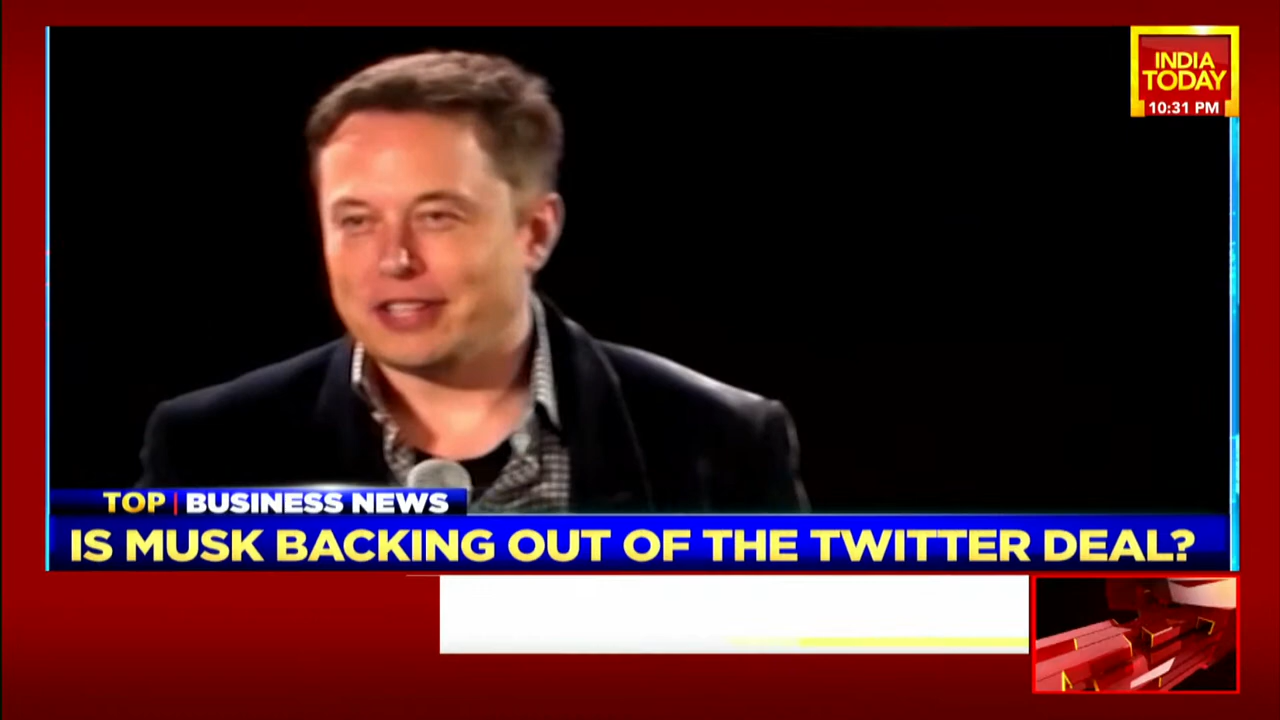 INDIA
TODAY
10:31 PM
TOP | BUSINESS NEWS
IS MUSK BACKING OUT OF THE TWITTER DEAL?